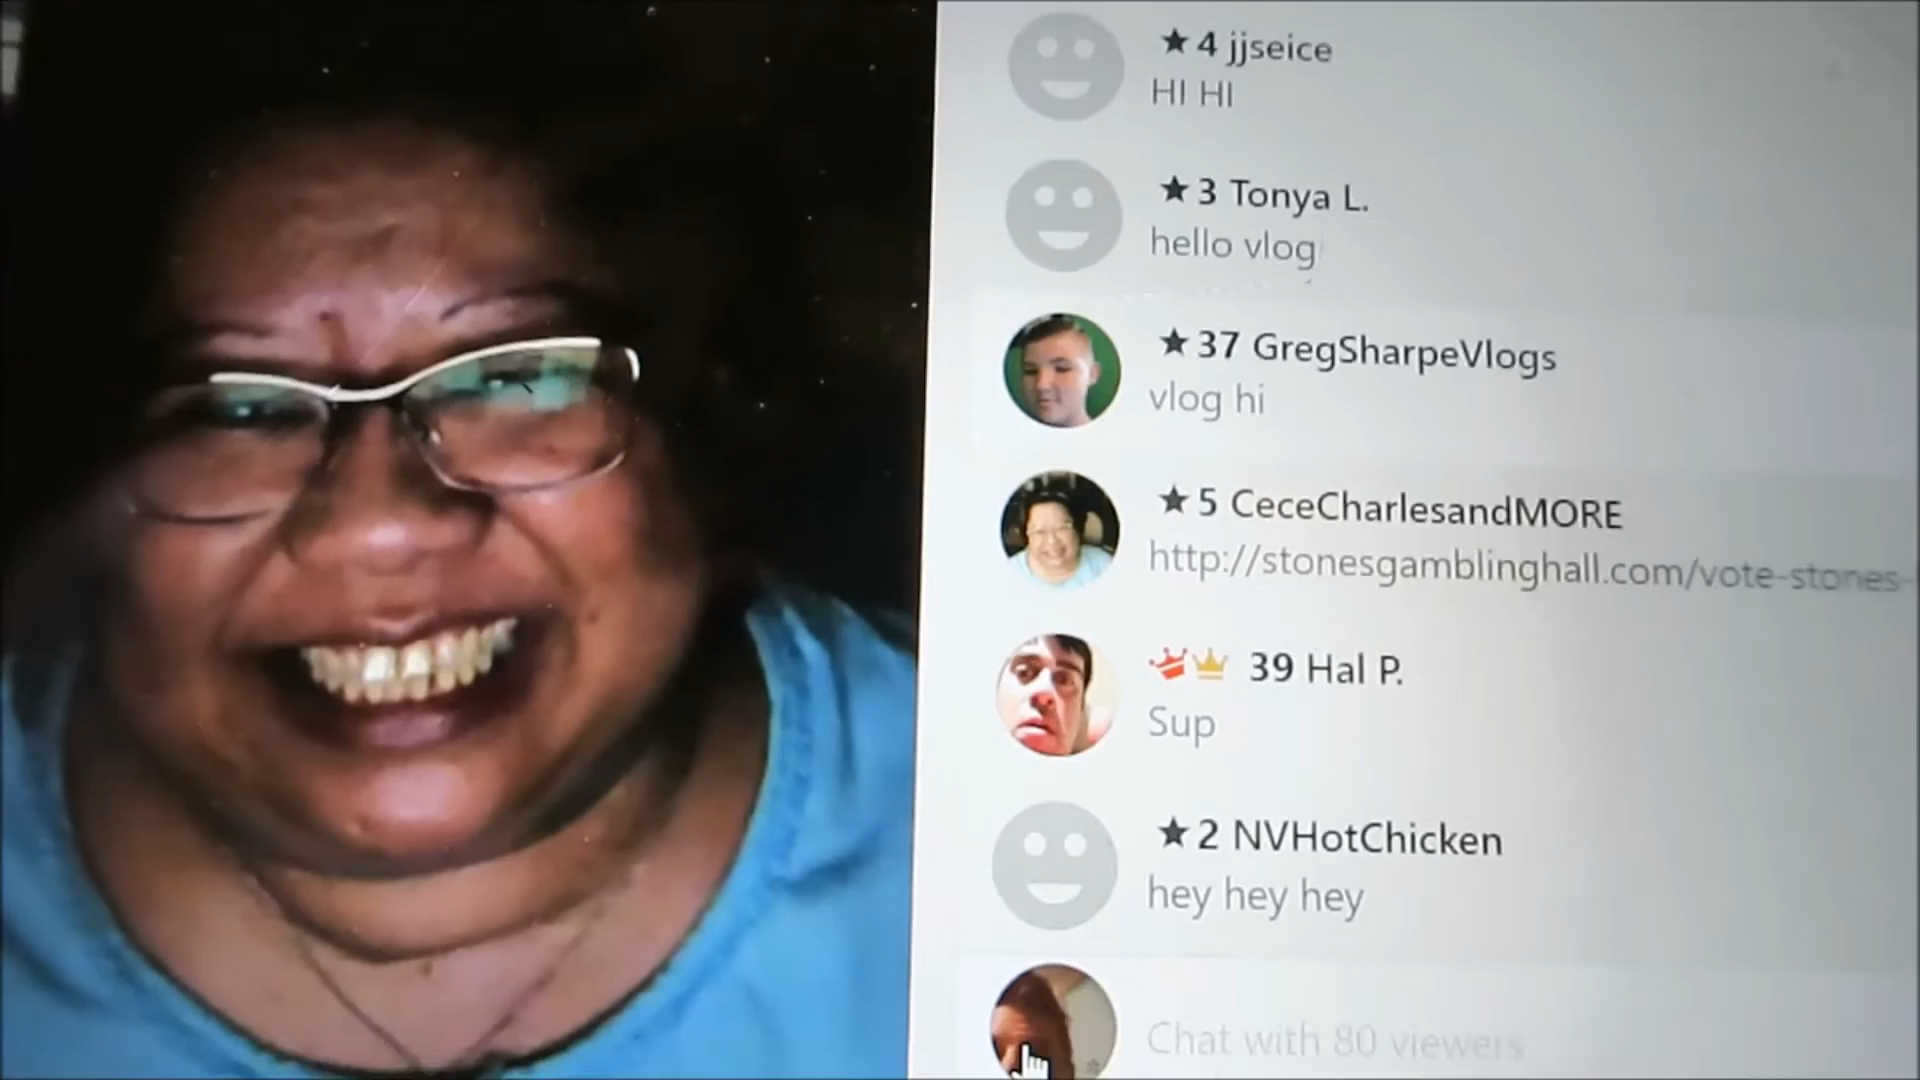 ★ 4 jjseice
HI HI
★ 3 Tonya L.
hello vlog
★ 37 GregSharpeVlogs
vlog hi
★ 5 CeceCharlesandMORE
http://stonesgamblinghall.com/vote-stones-
39 Hal P.
Sup
★ 2 NVHotChicken
hey hey hey
Chat with 80 viewers